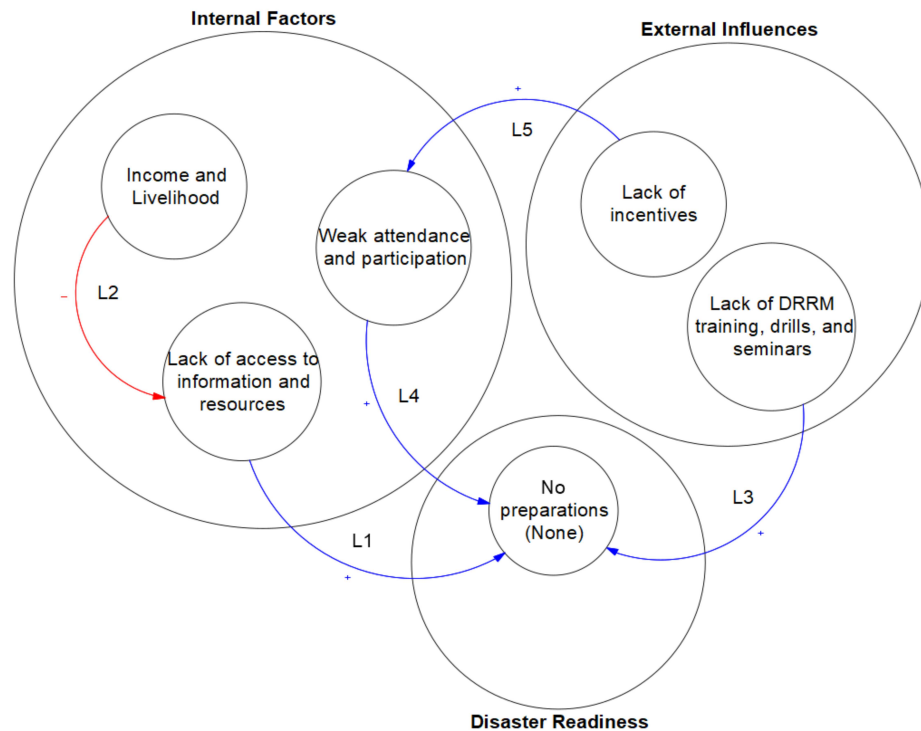 Internal Factors
External Influences
+
L5
Income and
Livelihood
Lack of
incentives
Weak attendance
and participation
–
L2
Lack of DRRM
training, drills, and
seminars
Lack of access to
information and
resources
+
L4
No
preparations
(None)
L3
+
L1
+
Disaster Readiness